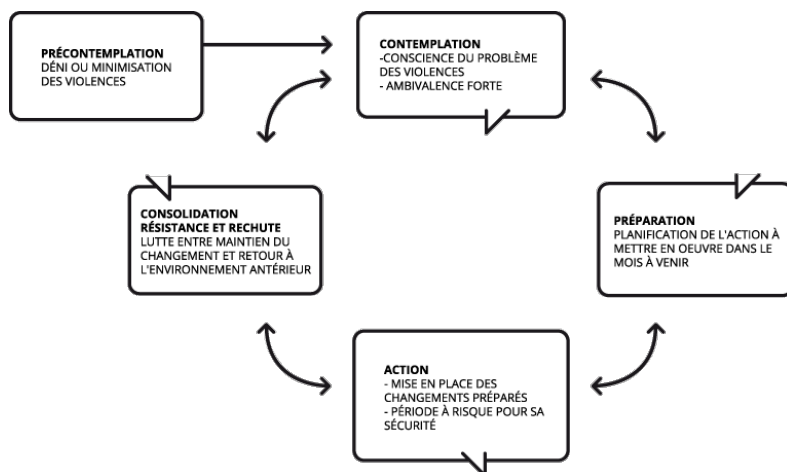 PRÉCONTEMPLATION
DÉNI OU MINIMISATION
DES VIOLENCES
CONTEMPLATION
-CONSCIENCE DU PROBLÈME
DES VIOLENCES
- AMBIVALENCE FORTE
CONSOLIDATION
RÉSISTANCE ET RECHUTE
LUTTE ENTRE MAINTIEN DU
CHANGEMENT ET RETOUR À
L'ENVIRONNEMENT ANTÉRIEUR
PRÉPARATION
PLANIFICATION DE L'ACTION À
METTRE EN OEUVRE DANS LE
MOIS À VENIR
ACTION
- MISE EN PLACE DES
CHANGEMENTS PRÉPARÉS
- PÉRIODE À RISQUE POUR SA
SÉCURITÉ